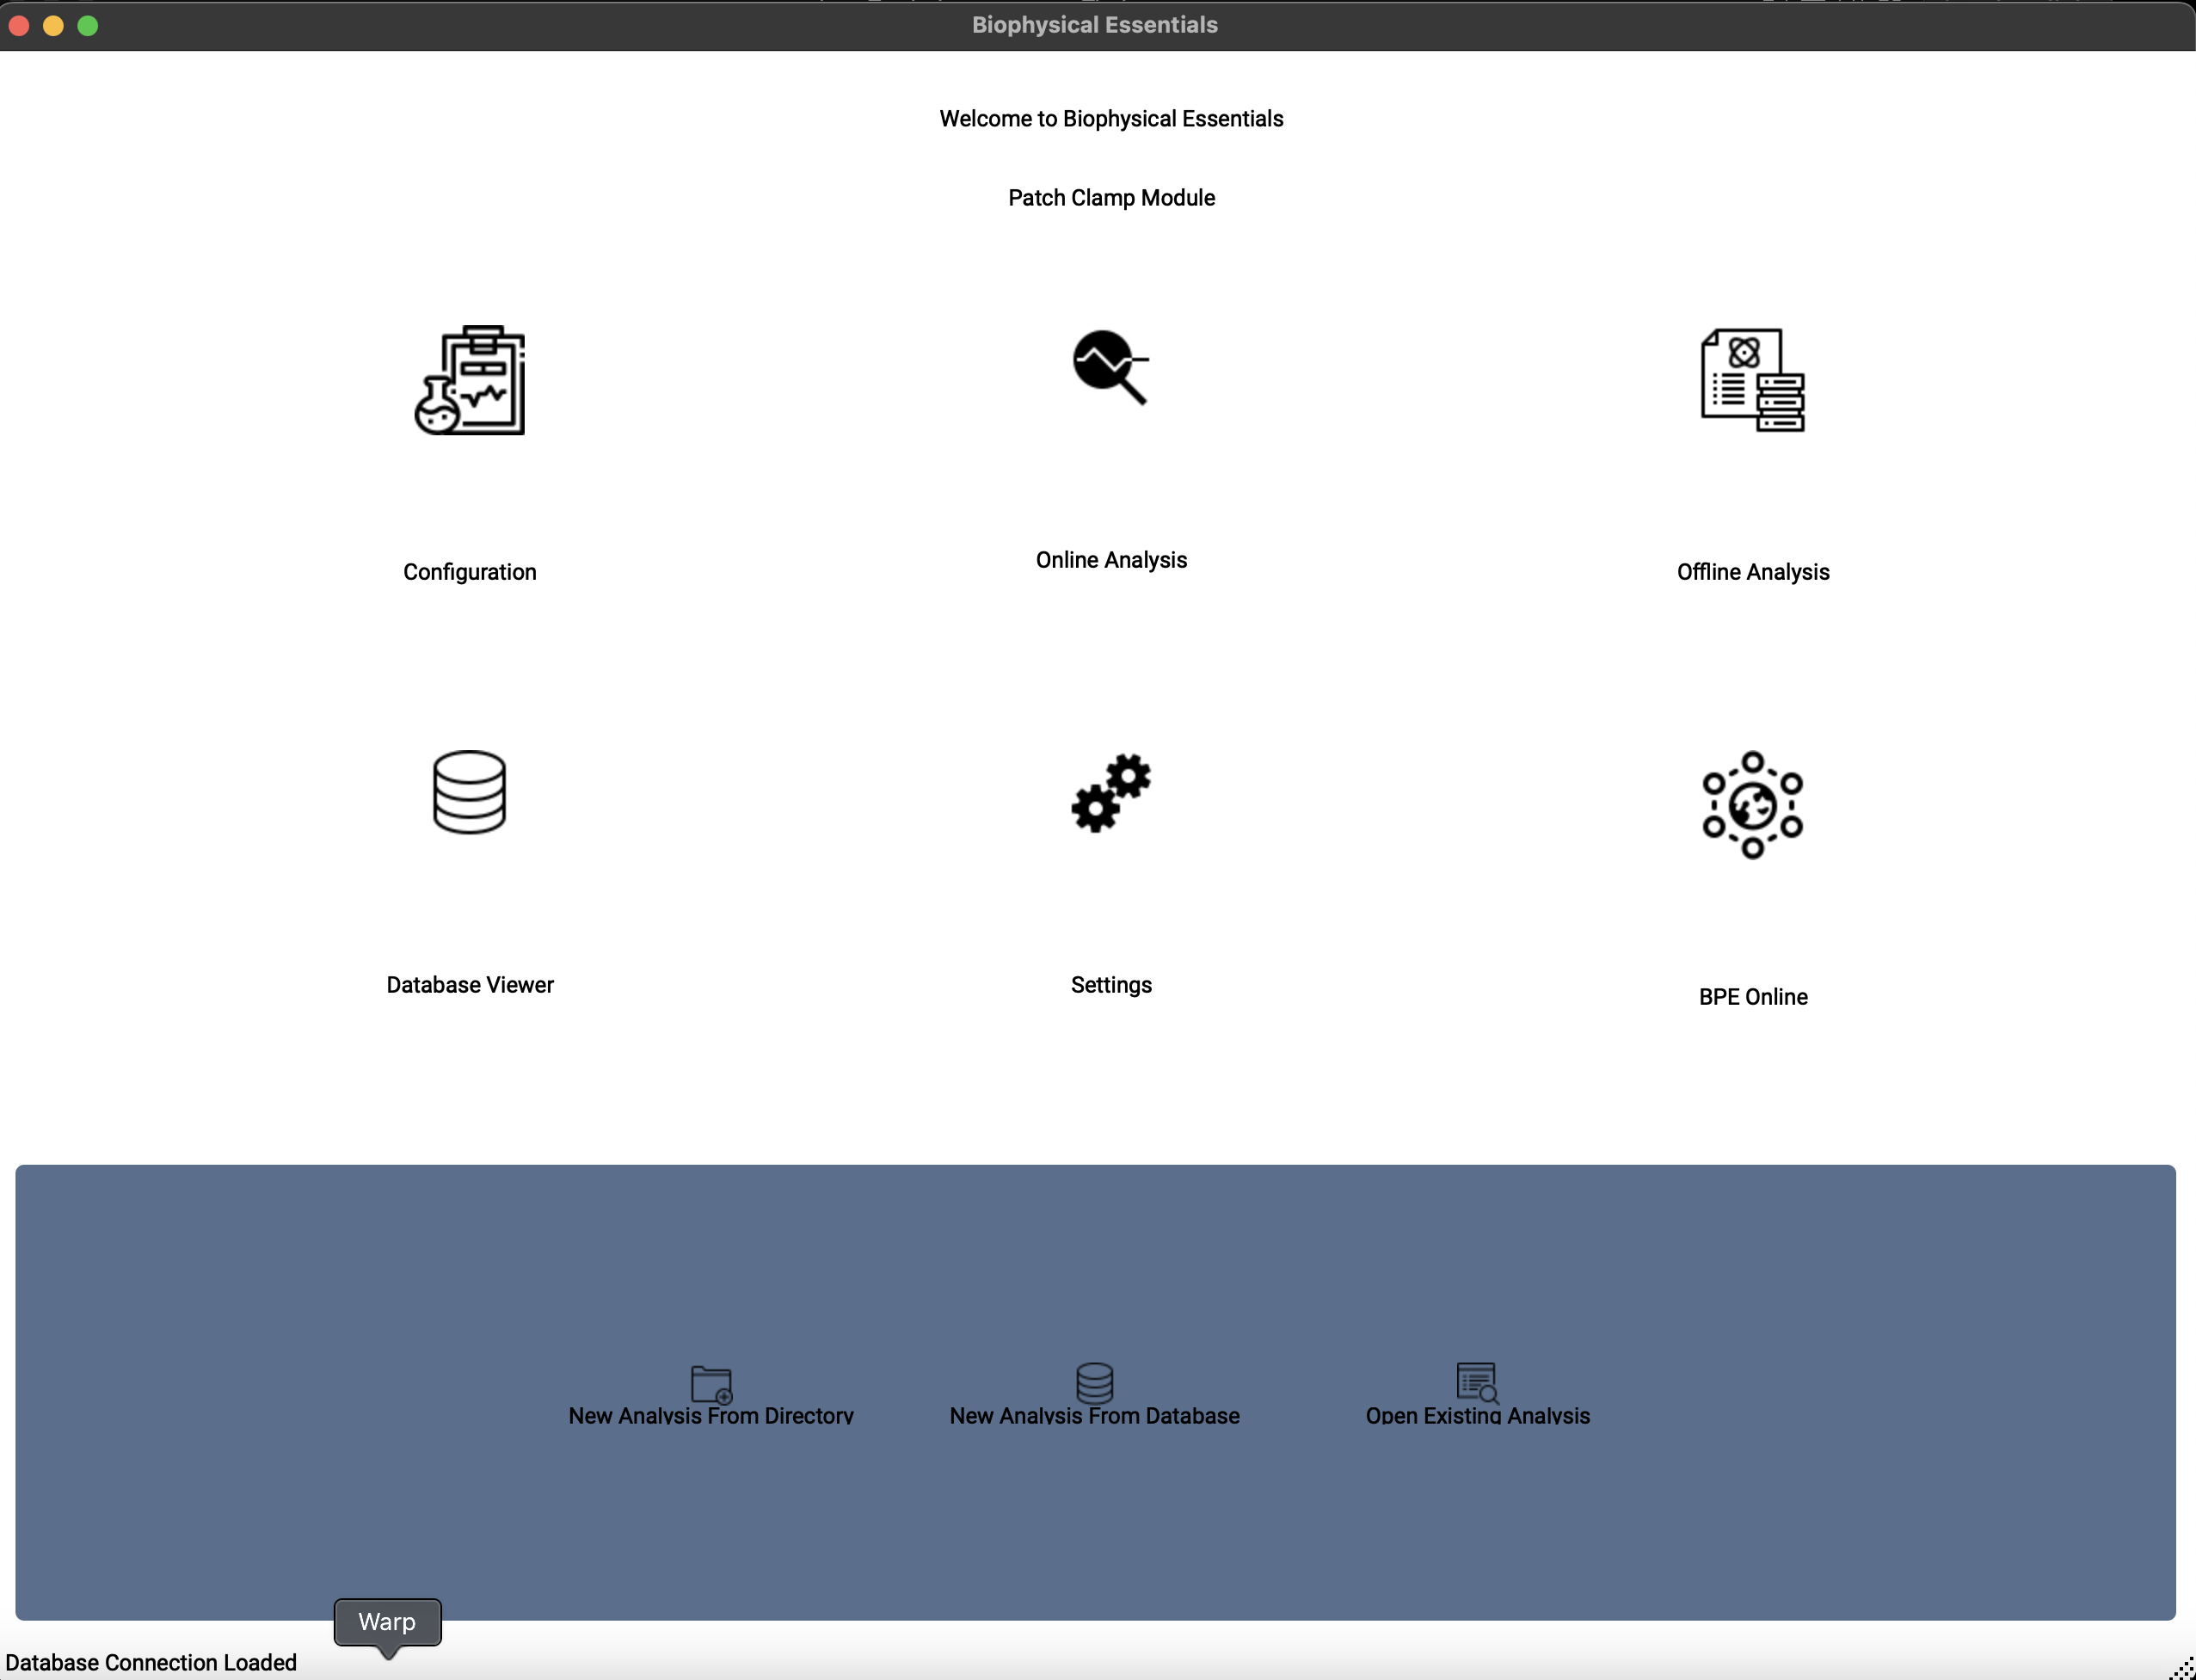 Biophysical Essentials
Welcome to Biophysical Essentials
Patch Clamp Module
Configuration
Online Analysis
Offline Analysis
Database Viewer
Settings
BPE Online
New Analysis From Directory
New Analysis From Database
Open Existing Analysis
Warp
Database Connection Loaded